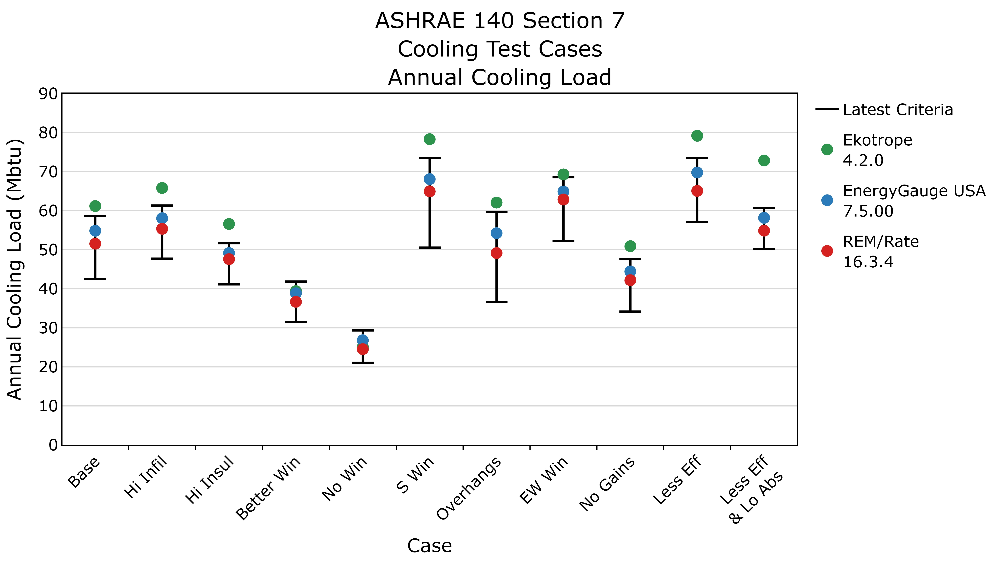 ASHRAE 140 Section 7
Cooling Test Cases
Annual Cooling Load
Annual Cooling Load (Mbtu)
90
80
70
60
50
40
30
20
10
0
Base
Hi Infil
Hi Insul
Better Win
No Win
S Win
Overhangs
EW Win
No Gains
Less Eff
Less Eff
& Lo Abs
Case
Latest Criteria
Ekotrope
4.2.0
EnergyGauge USA
7.5.00
REM/Rate
16.3.4